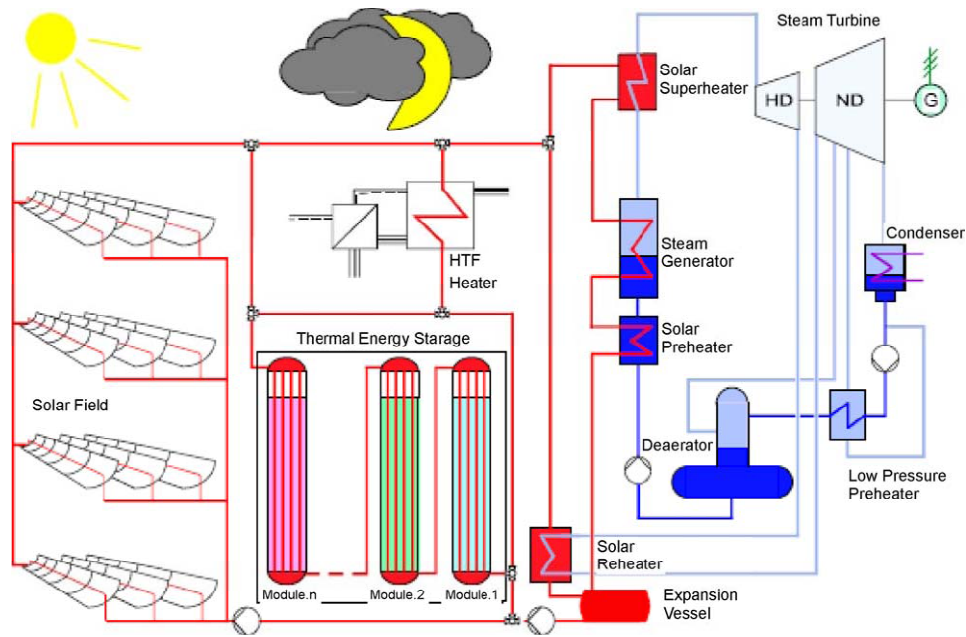 Steam Turbine
Solar
Superheater
HD
ND
G
Steam
Generator
Condenser
HTF
Heater
Solar
Preheater
Thermal Energy Starage
Solar Field
Deaerator
Low Pressure
Preheater
Solar
Reheater
Module.n
Module.2
Module.1
Expansion
Vessel